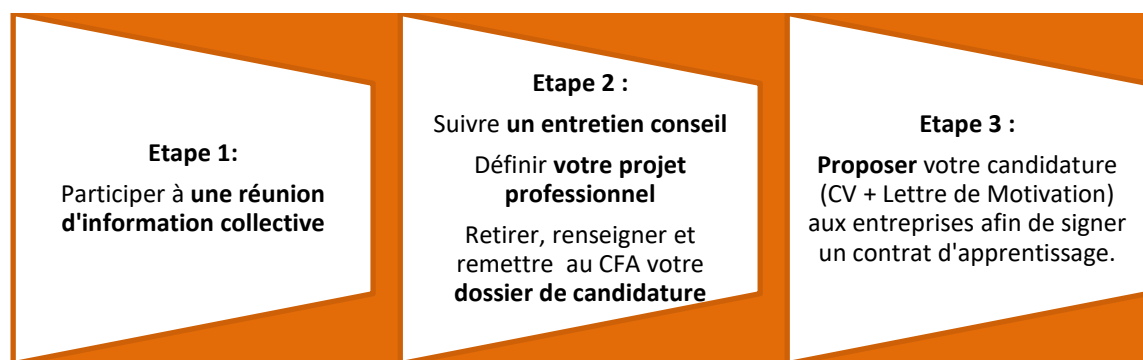 Etape 1:
Participer à une réunion
d'information collective
Etape 2 :
Suivre un entretien conseil
Définir votre projet
professionnel
Retirer, renseigner et
remettre au CFA votre
dossier de candidature
Etape 3 :
Proposer votre candidature
(CV + Lettre de Motivation)
aux entreprises afin de signer
un contrat d'apprentissage.